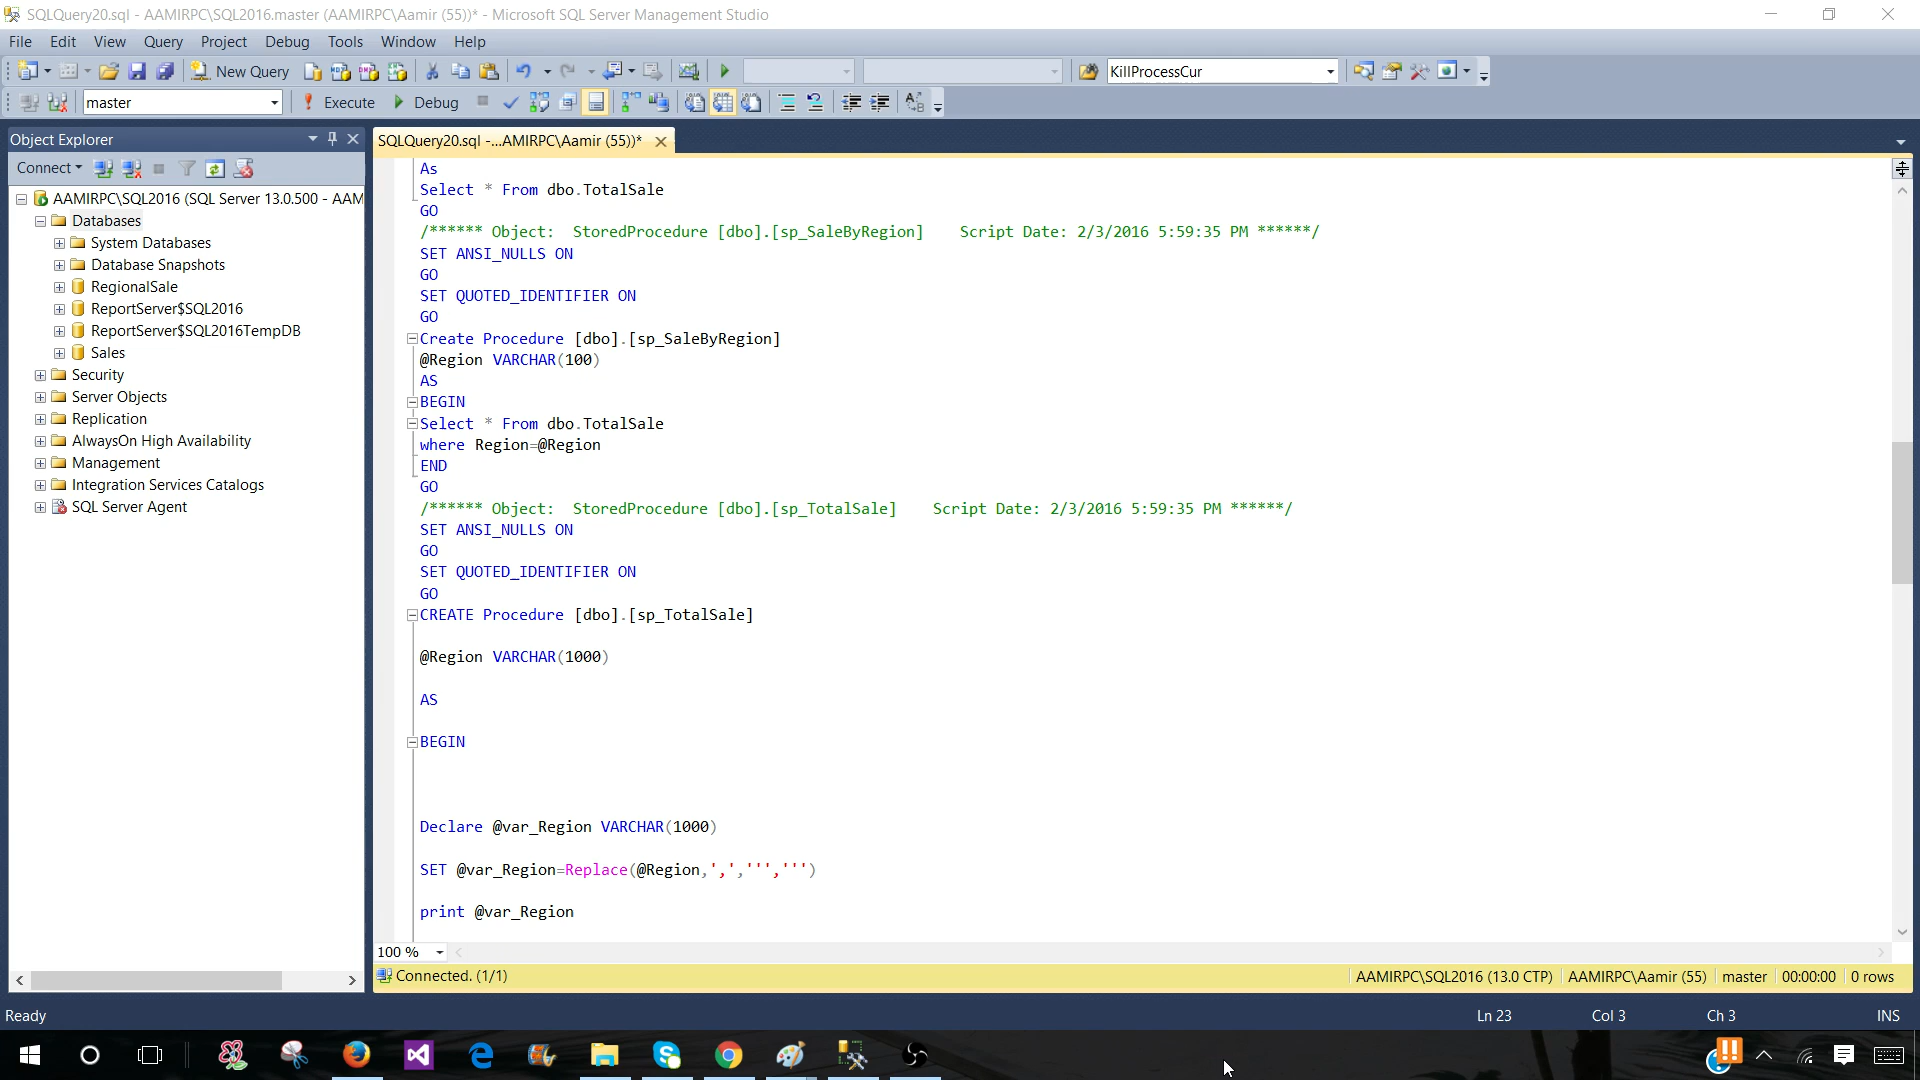 SQLQuery20.sql - AAMIRPC\SQL2016.master (AAMIRPC\Aamir (55))* - Microsoft SQL Server Management Studio
File Edit View Query Project Debug Tools Window Help
New Query KillProcessCur
master Execute Debug
Object Explorer
SQLQuery20.sql -...AMIRPC\Aamir (55))*
Connect
AAMIRPC\SQL2016 (SQL Server 13.0.500 - AAM
Databases
System Databases
Database Snapshots
RegionalSale
ReportServer$SQL2016
ReportServer$SQL2016TempDB
Sales
Security
Server Objects
Replication
AlwaysOn High Availability
Management
Integration Services Catalogs
SQL Server Agent
As
Select * From dbo.TotalSale
GO
/****** Object:  StoredProcedure [dbo].[sp_SaleByRegion]    Script Date: 2/3/2016 5:59:35 PM ******/
SET ANSI_NULLS ON
GO
SET QUOTED_IDENTIFIER ON
GO
Create Procedure [dbo].[sp_SaleByRegion]
@Region VARCHAR(100)
AS
BEGIN
Select * From dbo.TotalSale
where Region=@Region
END
GO
/****** Object:  StoredProcedure [dbo].[sp_TotalSale]    Script Date: 2/3/2016 5:59:35 PM ******/
SET ANSI_NULLS ON
GO
SET QUOTED_IDENTIFIER ON
GO
CREATE Procedure [dbo].[sp_TotalSale]
@Region VARCHAR(1000)
AS
BEGIN
Declare @var_Region VARCHAR(1000)
SET @var_Region=Replace(@Region,',',''',''')
print @var_Region
100 %
Connected. (1/1) AAMIRPC\SQL2016 (13.0 CTP) AAMIRPC\Aamir (55) master 00:00:00 0 rows
Ready Ln 23 Col 3 Ch 3 INS